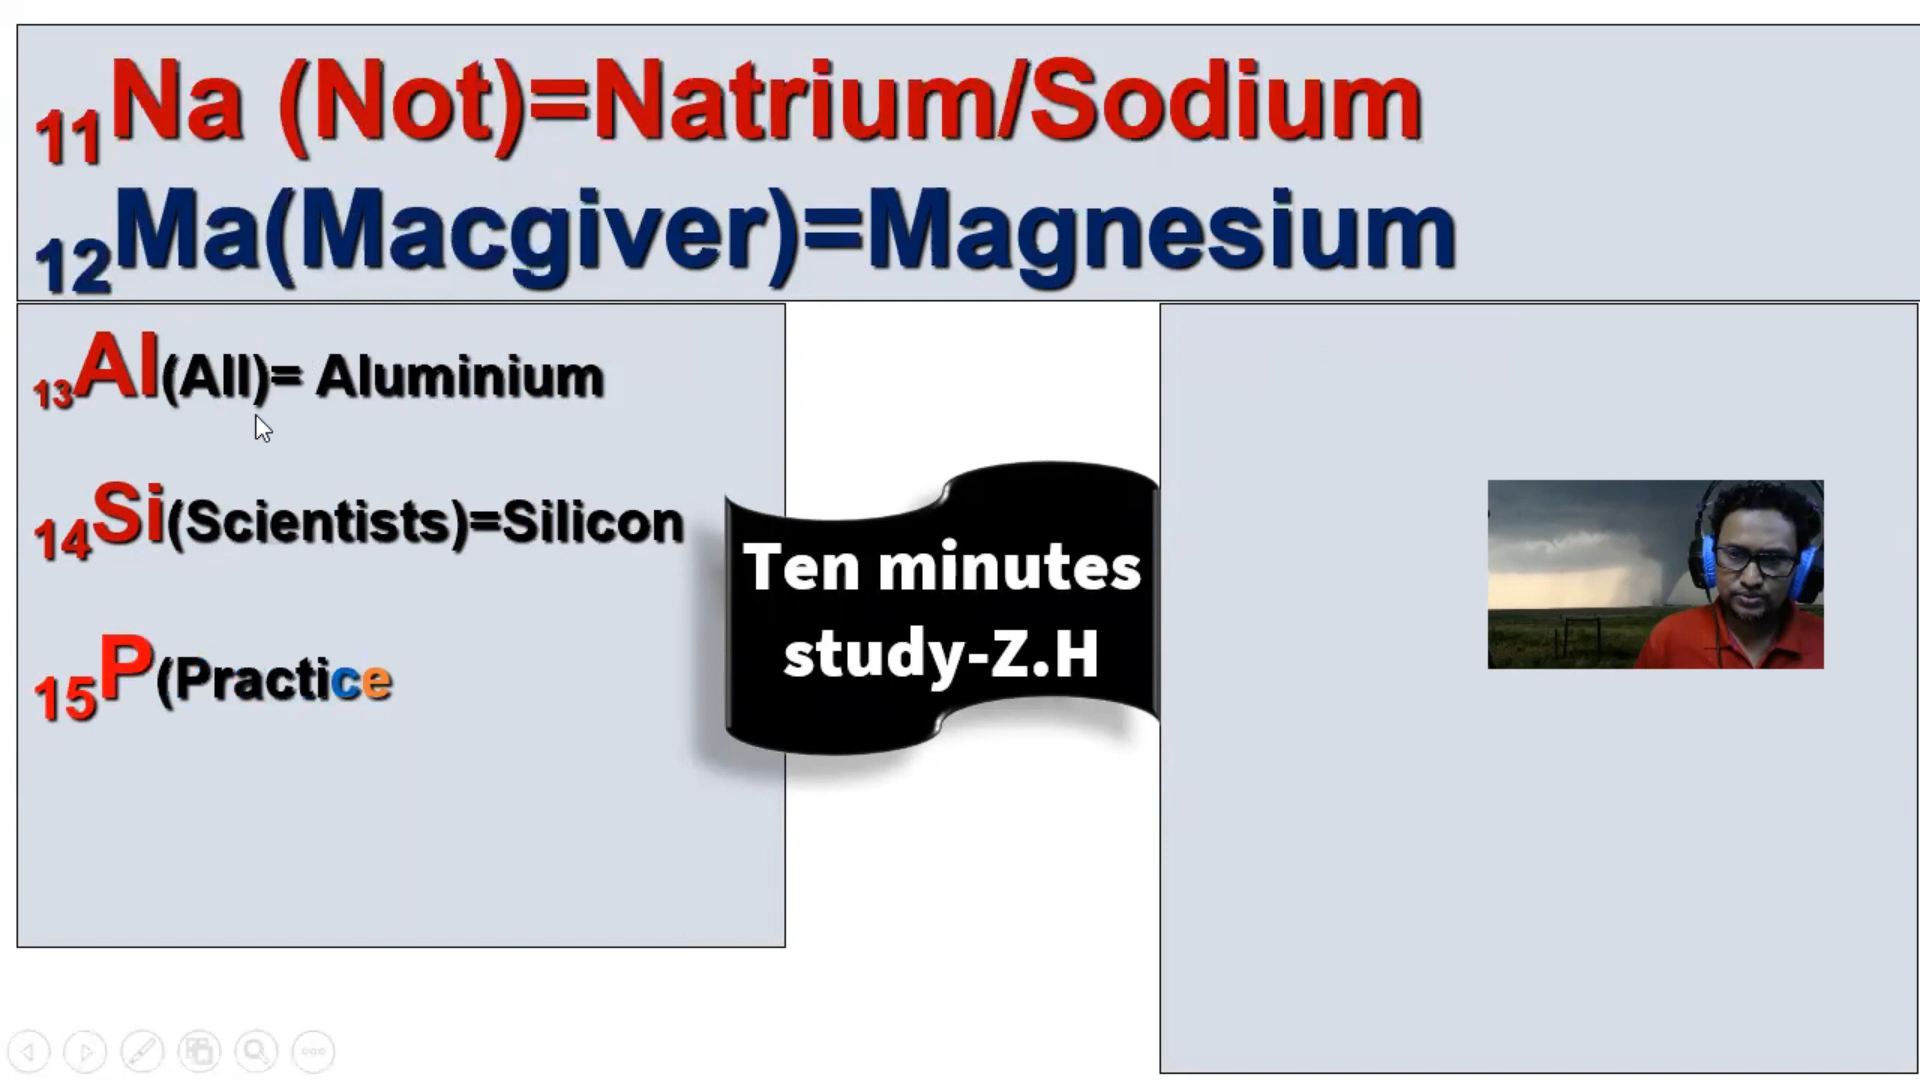 11Na (Not)=Natrium/Sodium
12Ma(Macgiver)=Magnesium
13Al(All)= Aluminium
14Si(Scientists)=Silicon
15P(Practice
Ten minutes
study-Z.H